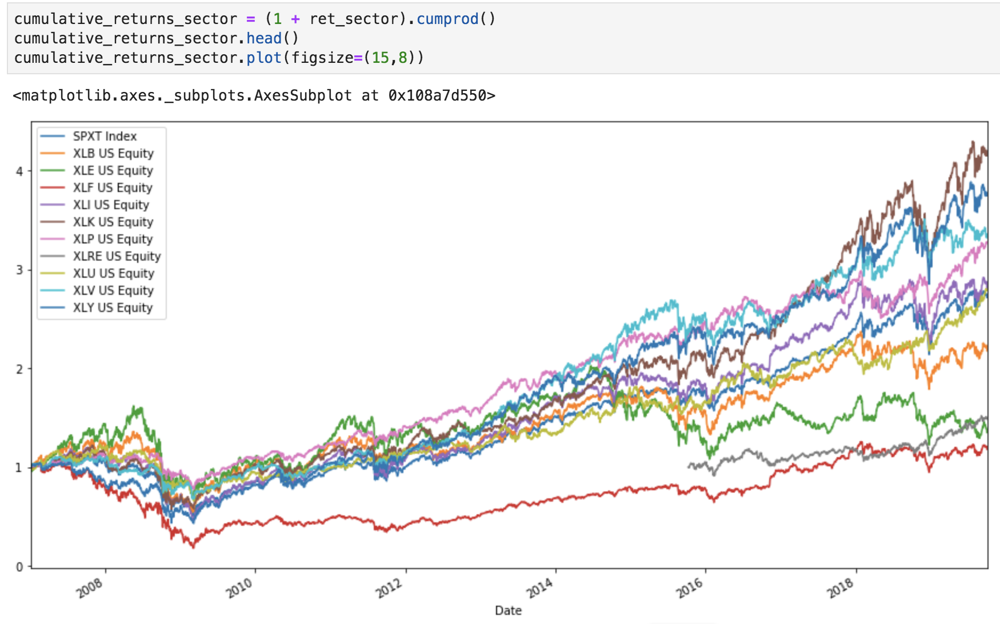 cumulative_returns_sector = (1 + ret_sector).cumprod()
cumulative_returns_sector.head()
cumulative_returns_sector.plot(figsize=(15,8))
<matplotlib.axes._subplots.AxesSubplot at 0x108a7d550>
SPXT Index
XLB US Equity
XLE US Equity
XLF US Equity
XLI US Equity
XLK US Equity
XLP US Equity
XLRE US Equity
XLU US Equity
XLV US Equity
XLY US Equity
4
3
2
1
0
2008
2010
2012
2014
2016
2018
Date